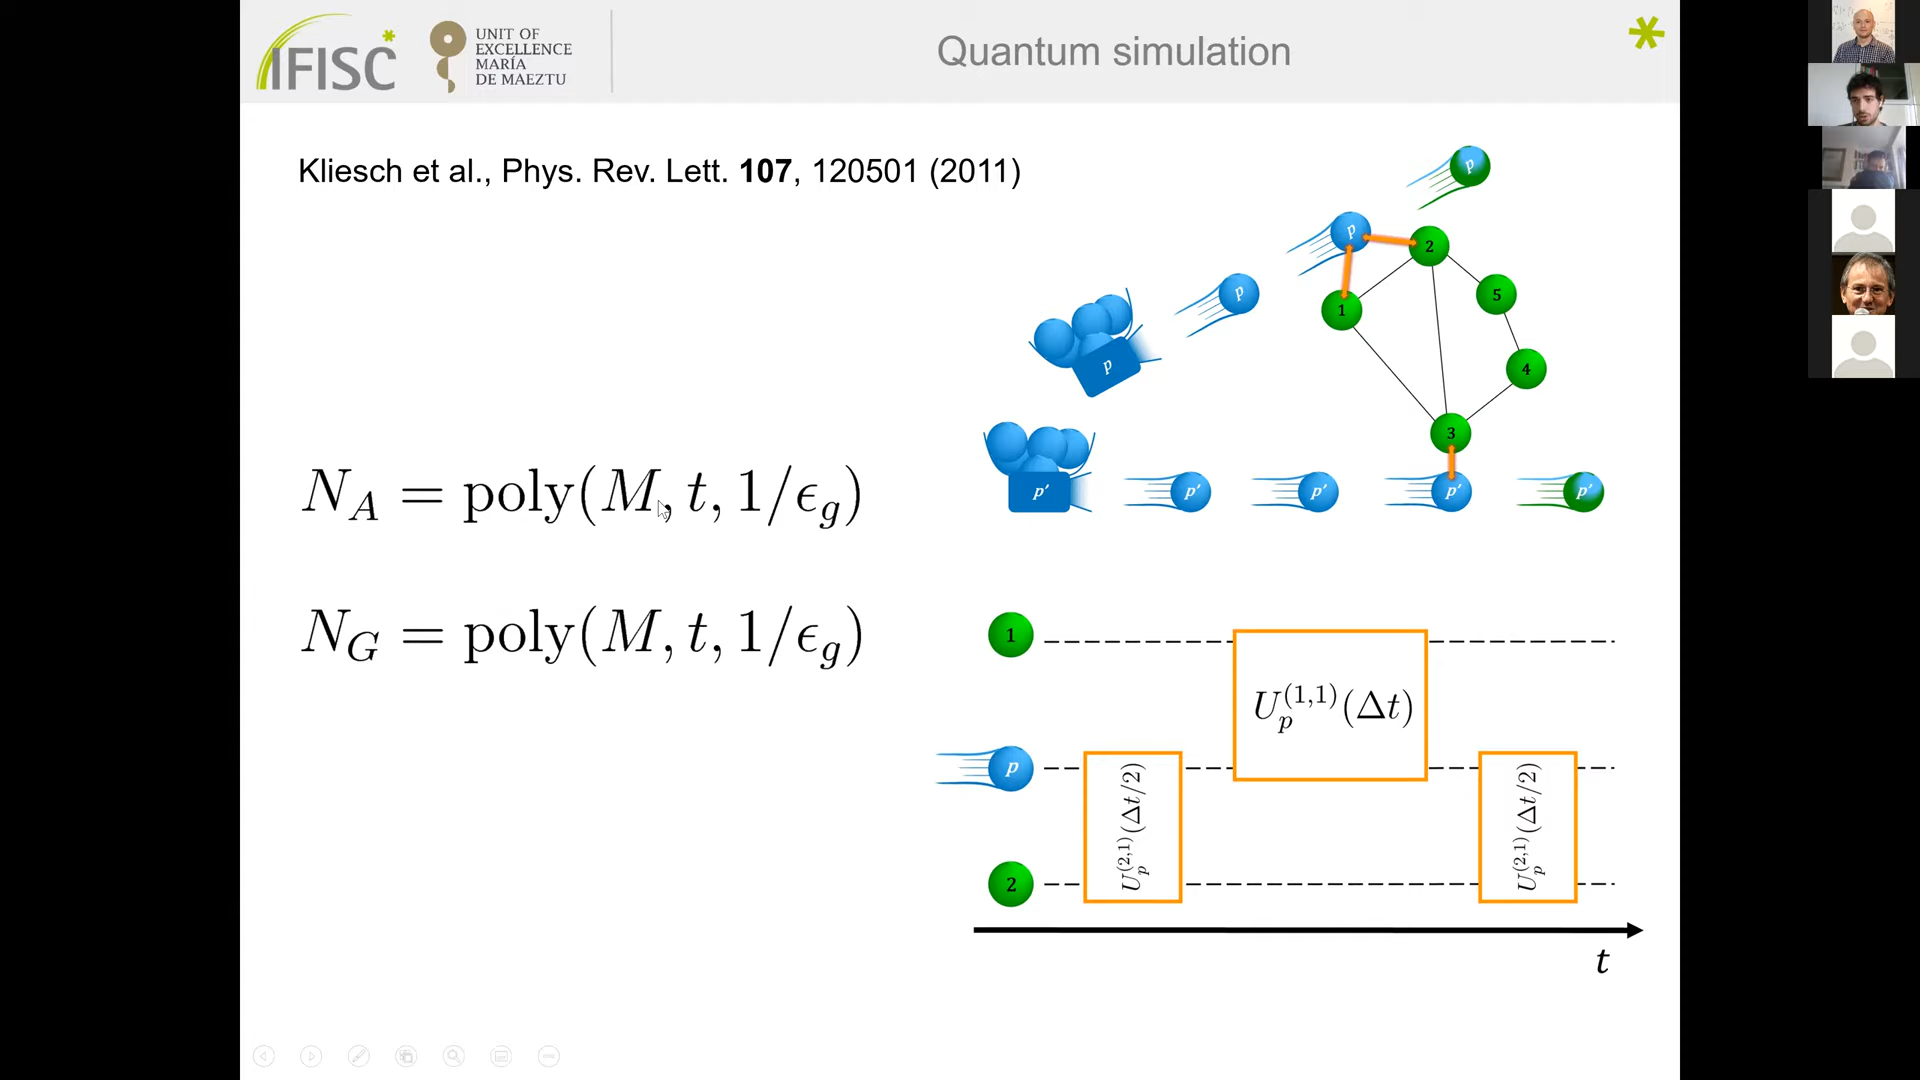 IFISC
UNIT OF
EXCELLENCE
MARÍA
DE MAEZTU
Quantum simulation
Kliesch et al., Phys. Rev. Lett. 107, 120501 (2011)
p
p
2
p
5
1
p
4
3
p′
p′
p′
p′
p′
N_A = poly(M, t, 1/ϵ_g)
N_G = poly(M, t, 1/ϵ_g)
1
U_p^{(1,1)}(Δt)
p
U_p^{(2,1)}(Δt/2)
U_p^{(2,1)}(Δt/2)
2
t